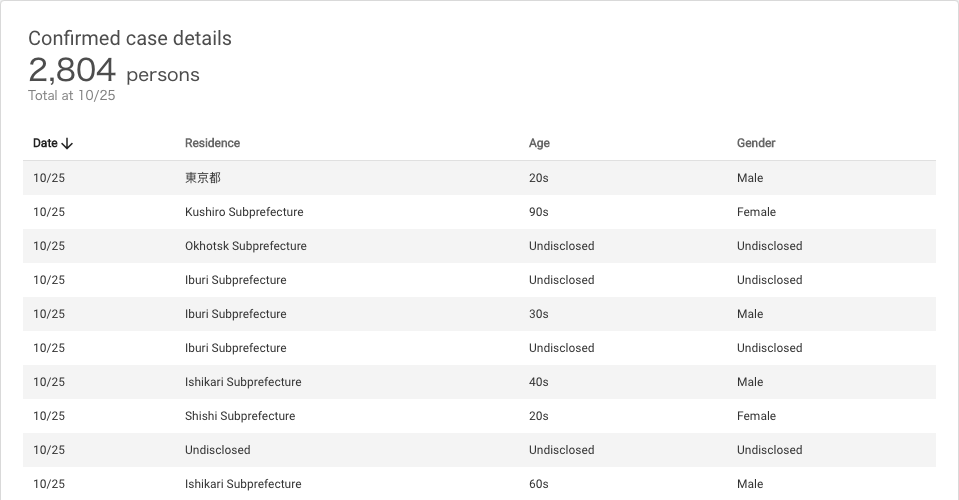 Confirmed case details
2,804 persons
Total at 10/25
Date Residence Age Gender
10/25 東京都 20s Male
10/25 Kushiro Subprefecture 90s Female
10/25 Okhotsk Subprefecture Undisclosed Undisclosed
10/25 Iburi Subprefecture Undisclosed Undisclosed
10/25 Iburi Subprefecture 30s Male
10/25 Iburi Subprefecture Undisclosed Undisclosed
10/25 Ishikari Subprefecture 40s Male
10/25 Shishi Subprefecture 20s Female
10/25 Undisclosed Undisclosed Undisclosed
10/25 Ishikari Subprefecture 60s Male